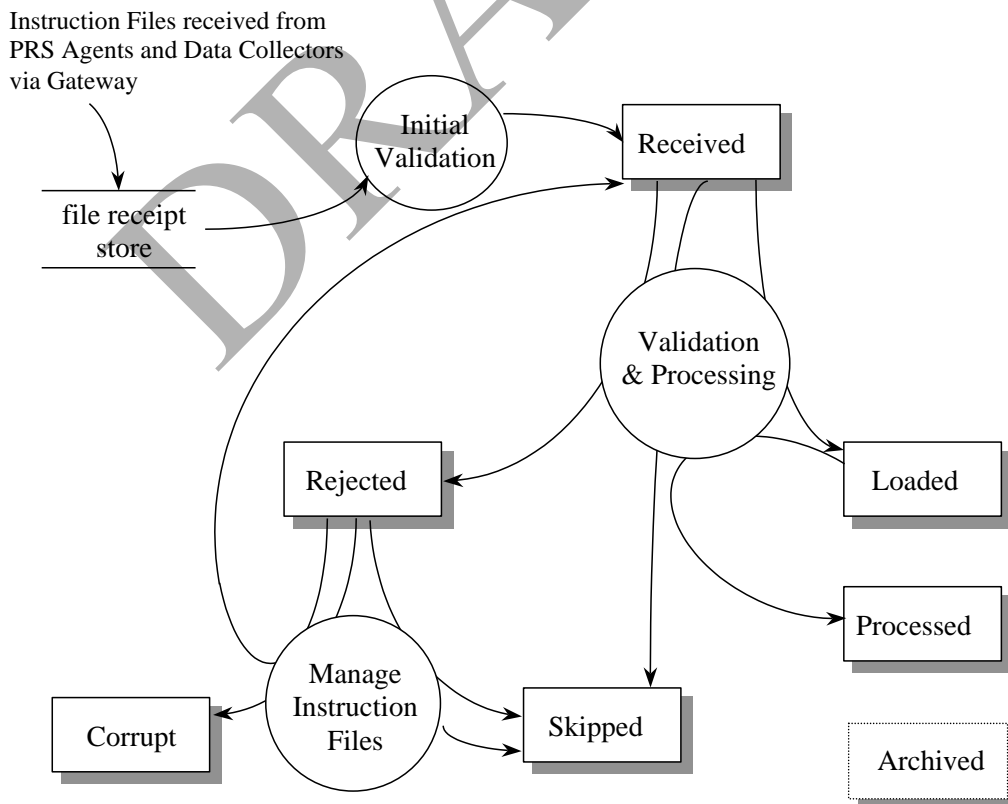 Instruction Files received from
PRS Agents and Data Collectors
via Gateway
DRA
Initial
Validation
Received
file receipt
store
Validation
& Processing
Rejected
Loaded
Processed
Manage
Instruction
Files
Corrupt
Skipped
Archived